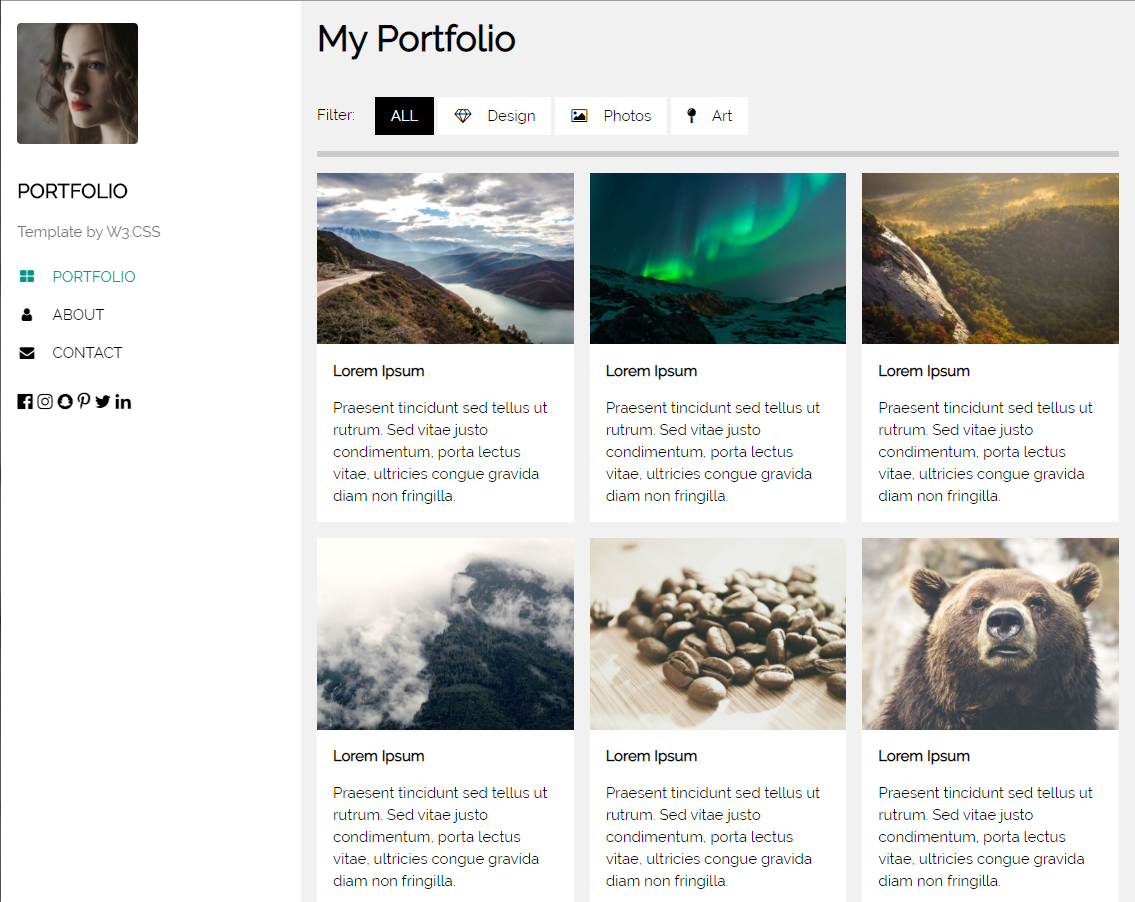 PORTFOLIO
Template by W3.CSS
PORTFOLIO
ABOUT
CONTACT
My Portfolio
Filter: ALL Design Photos Art
Lorem Ipsum
Praesent tincidunt sed tellus ut
rutrum. Sed vitae justo
condimentum, porta lectus
vitae, ultricies congue gravida
diam non fringilla.
Lorem Ipsum
Praesent tincidunt sed tellus ut
rutrum. Sed vitae justo
condimentum, porta lectus
vitae, ultricies congue gravida
diam non fringilla.
Lorem Ipsum
Praesent tincidunt sed tellus ut
rutrum. Sed vitae justo
condimentum, porta lectus
vitae, ultricies congue gravida
diam non fringilla.
Lorem Ipsum
Praesent tincidunt sed tellus ut
rutrum. Sed vitae justo
condimentum, porta lectus
vitae, ultricies congue gravida
diam non fringilla.
Lorem Ipsum
Praesent tincidunt sed tellus ut
rutrum. Sed vitae justo
condimentum, porta lectus
vitae, ultricies congue gravida
diam non fringilla.
Lorem Ipsum
Praesent tincidunt sed tellus ut
rutrum. Sed vitae justo
condimentum, porta lectus
vitae, ultricies congue gravida
diam non fringilla.